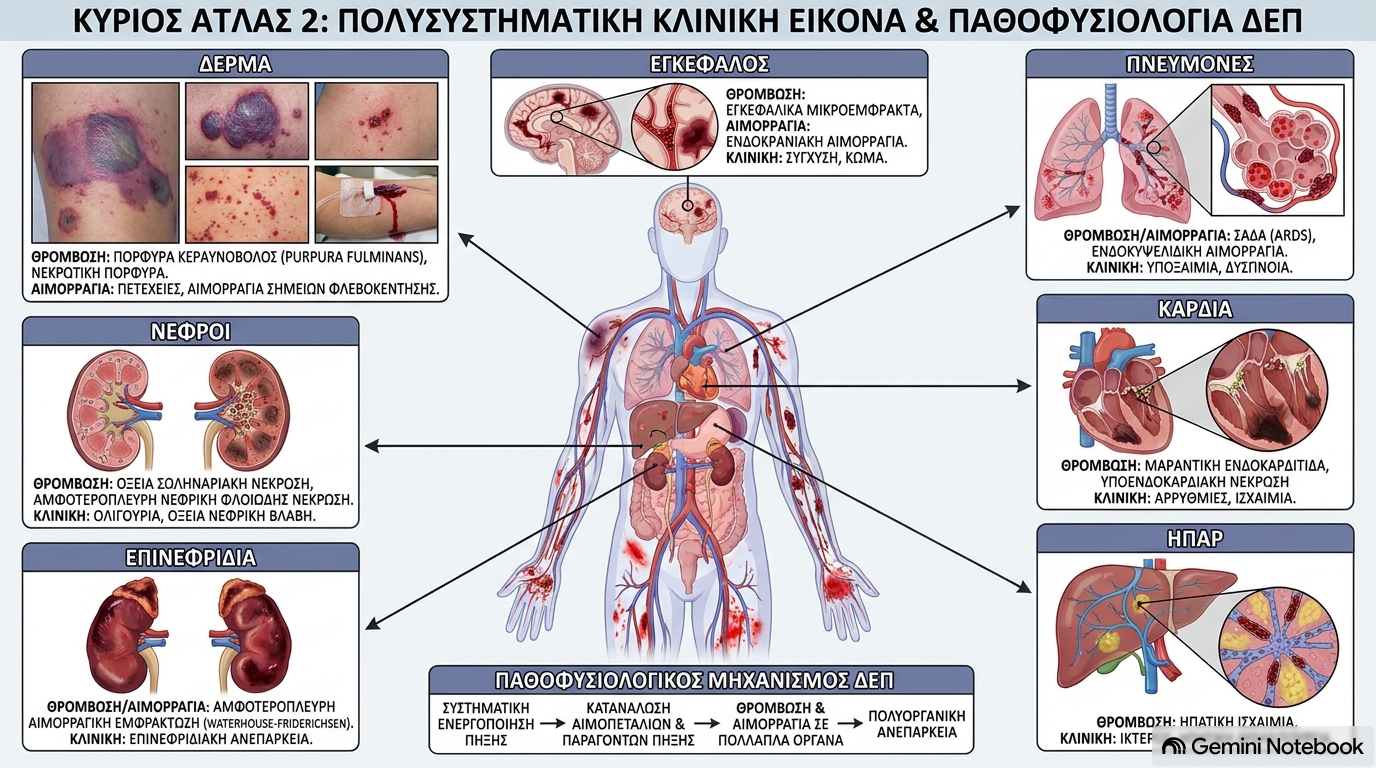 ΚΥΡΙΟΣ ΑΤΛΑΣ 2: ΠΟΛΥΣΥΣΤΗΜΑΤΙΚΗ ΚΛΙΝΙΚΗ ΕΙΚΟΝΑ & ΠΑΘΟΦΥΣΙΟΛΟΓΙΑ ΔΕΠ
ΔΕΡΜΑ
ΘΡΟΜΒΩΣΗ: ΠΟΡΦΥΡΑ ΚΕΡΑΥΝΟΒΟΛΟΣ (PURPURA FULMINANS),
ΝΕΚΡΩΤΙΚΗ ΠΟΡΦΥΡΑ.
ΑΙΜΟΡΡΑΓΙΑ: ΠΕΤΕΧΕΙΕΣ, ΑΙΜΟΡΡΑΓΙΑ ΣΗΜΕΙΩΝ ΦΛΕΒΟΚΕΝΤΗΣΗΣ.
ΕΓΚΕΦΑΛΟΣ
ΘΡΟΜΒΩΣΗ:
ΕΓΚΕΦΑΛΙΚΑ ΜΙΚΡΟΕΜΦΡΑΚΤΑ,
ΑΙΜΟΡΡΑΓΙΑ:
ΕΝΔΟΚΡΑΝΙΑΚΗ ΑΙΜΟΡΡΑΓΙΑ.
ΚΛΙΝΙΚΗ: ΣΥΓΧΥΣΗ, ΚΩΜΑ.
ΠΝΕΥΜΟΝΕΣ
ΘΡΟΜΒΩΣΗ/ΑΙΜΟΡΡΑΓΙΑ: ΣΑΔΑ (ARDS),
ΕΝΔΟΚΥΨΕΛΙΔΙΚΗ ΑΙΜΟΡΡΑΓΙΑ.
ΚΛΙΝΙΚΗ: ΥΠΟΞΑΙΜΙΑ, ΔΥΣΠΝΟΙΑ.
ΝΕΦΡΟΙ
ΘΡΟΜΒΩΣΗ: ΟΞΕΙΑ ΣΩΛΗΝΑΡΙΑΚΗ ΝΕΚΡΩΣΗ,
ΑΜΦΟΤΕΡΟΠΛΕΥΡΗ ΝΕΦΡΙΚΗ ΦΛΟΙΩΔΗΣ ΝΕΚΡΩΣΗ.
ΚΛΙΝΙΚΗ: ΟΛΙΓΟΥΡΙΑ, ΟΞΕΙΑ ΝΕΦΡΙΚΗ ΒΛΑΒΗ.
ΚΑΡΔΙΑ
ΘΡΟΜΒΩΣΗ: ΜΑΡΑΝΤΙΚΗ ΕΝΔΟΚΑΡΔΙΤΙΔΑ,
ΥΠΟΕΝΔΟΚΑΡΔΙΑΚΗ ΝΕΚΡΩΣΗ
ΚΛΙΝΙΚΗ: ΑΡΡΥΘΜΙΕΣ, ΙΣΧΑΙΜΙΑ.
ΕΠΙΝΕΦΡΙΔΙΑ
ΘΡΟΜΒΩΣΗ/ΑΙΜΟΡΡΑΓΙΑ: ΑΜΦΟΤΕΡΟΠΛΕΥΡΗ
ΑΙΜΟΡΡΑΓΙΚΗ ΕΜΦΡΑΚΤΩΣΗ (WATERHOUSE-FRIDERICHSEN).
ΚΛΙΝΙΚΗ: ΕΠΙΝΕΦΡΙΔΙΑΚΗ ΑΝΕΠΑΡΚΕΙΑ.
ΗΠΑΡ
ΘΡΟΜΒΩΣΗ: ΗΠΑΤΙΚΗ ΙΣΧΑΙΜΙΑ.
ΚΛΙΝΙΚΗ:
ΠΑΘΟΦΥΣΙΟΛΟΓΙΚΟΣ ΜΗΧΑΝΙΣΜΟΣ ΔΕΠ
ΣΥΣΤΗΜΑΤΙΚΗ
ΕΝΕΡΓΟΠΟΙΗΣΗ
ΠΗΞΗΣ
ΚΑΤΑΝΑΛΩΣΗ
ΑΙΜΟΠΕΤΑΛΙΩΝ &
ΠΑΡΑΓΟΝΤΩΝ ΠΗΞΗΣ
ΘΡΟΜΒΩΣΗ &
ΑΙΜΟΡΡΑΓΙΑ ΣΕ
ΠΟΛΛΑΠΛΑ ΟΡΓΑΝΑ
ΠΟΛΥΟΡΓΑΝΙΚΗ
ΑΝΕΠΑΡΚΕΙΑ
Gemini Notebook